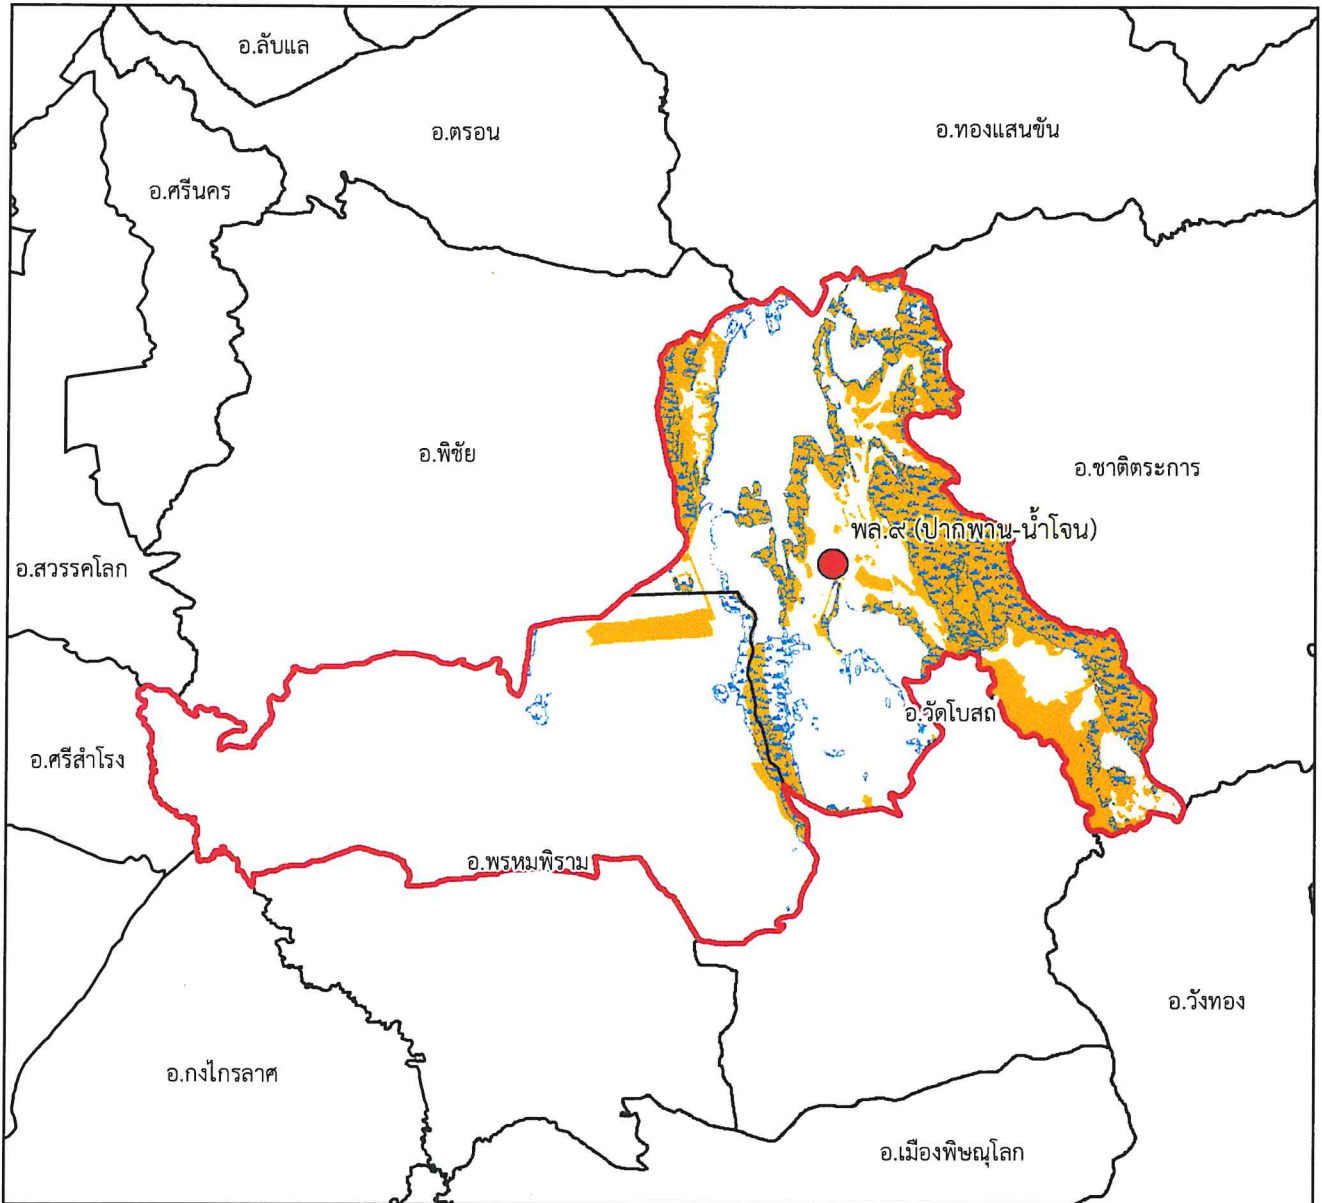 อ.ลับแล
อ.ตรอน
อ.ทองแสนขัน
อ.ศรีนคร
อ.พิชัย
อ.ชาติตระการ
พล.๙ (ปากพาน-น้ำโจน)
อ.สวรรคโลก
อ.วัดโบสถ์
อ.ศรีสำโรง
อ.พรหมพิราม
อ.วังทอง
อ.กงไกรลาศ
อ.เมืองพิษณุโลก